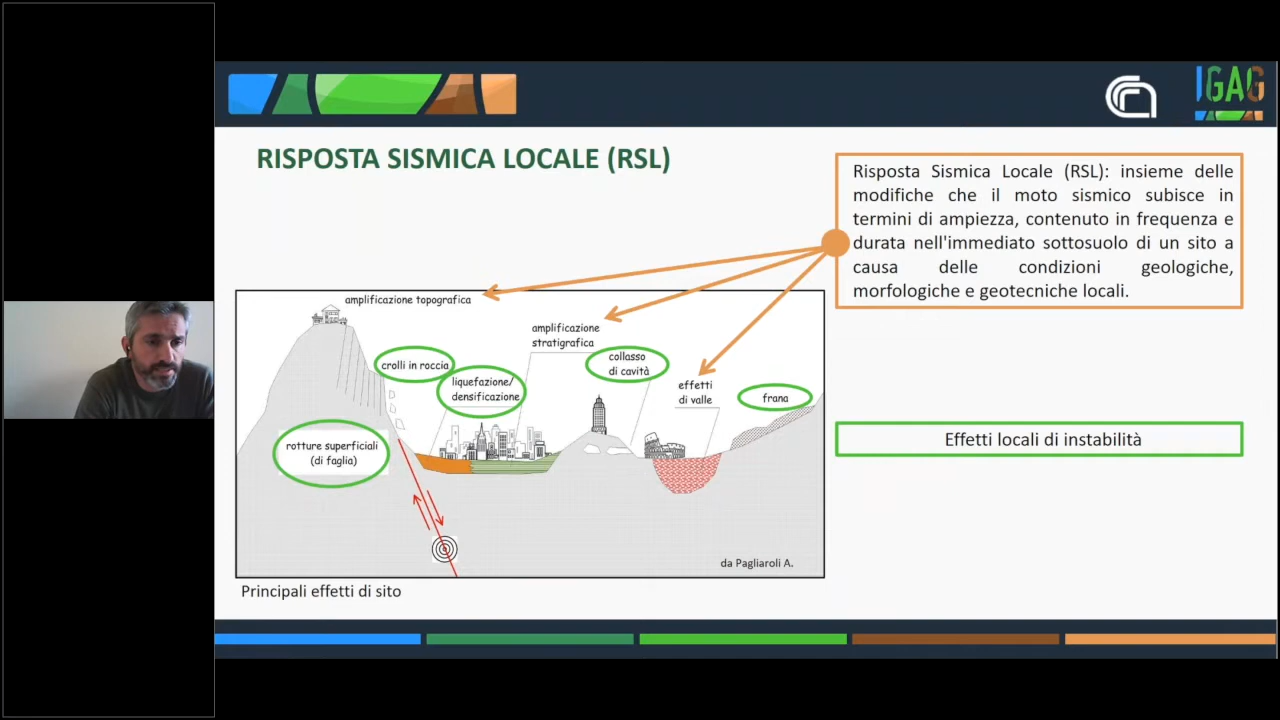 IGAG
RISPOSTA SISMICA LOCALE (RSL)
Risposta Sismica Locale (RSL): insieme delle
modifiche che il moto sismico subisce in
termini di ampiezza, contenuto in frequenza e
durata nell'immediato sottosuolo di un sito a
causa delle condizioni geologiche,
morfologiche e geotecniche locali.
amplificazione topografica
amplificazione
stratigrafica
crolli in roccia
collasso
di cavità
liquefazione/
densificazione
effetti
di valle
frana
rotture superficiali
(di faglia)
Effetti locali di instabilità
da Pagliaroli A.
Principali effetti di sito